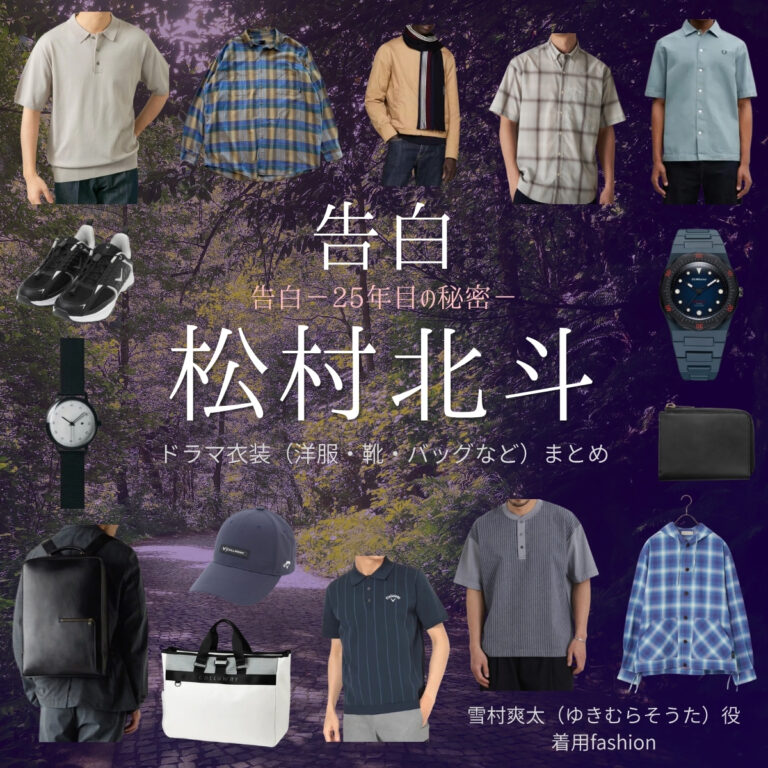 告白
告白－25年目の秘密－
松村北斗
ドラマ衣装（洋服・靴・バッグなど）まとめ
Callaway
雪村爽太（ゆきむらそうた）役
着用fashion